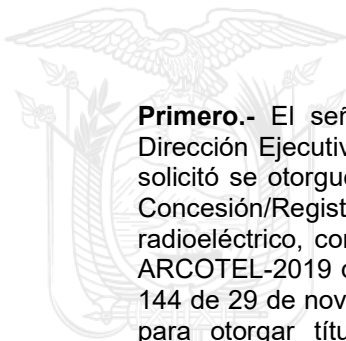 Primero.- El señ
Dirección Ejecutiv
solicitó se otorgue
Concesión/Regist
radioeléctrico, co
ARCOTEL-2019
144 de 29 de nov
para otorgar títu